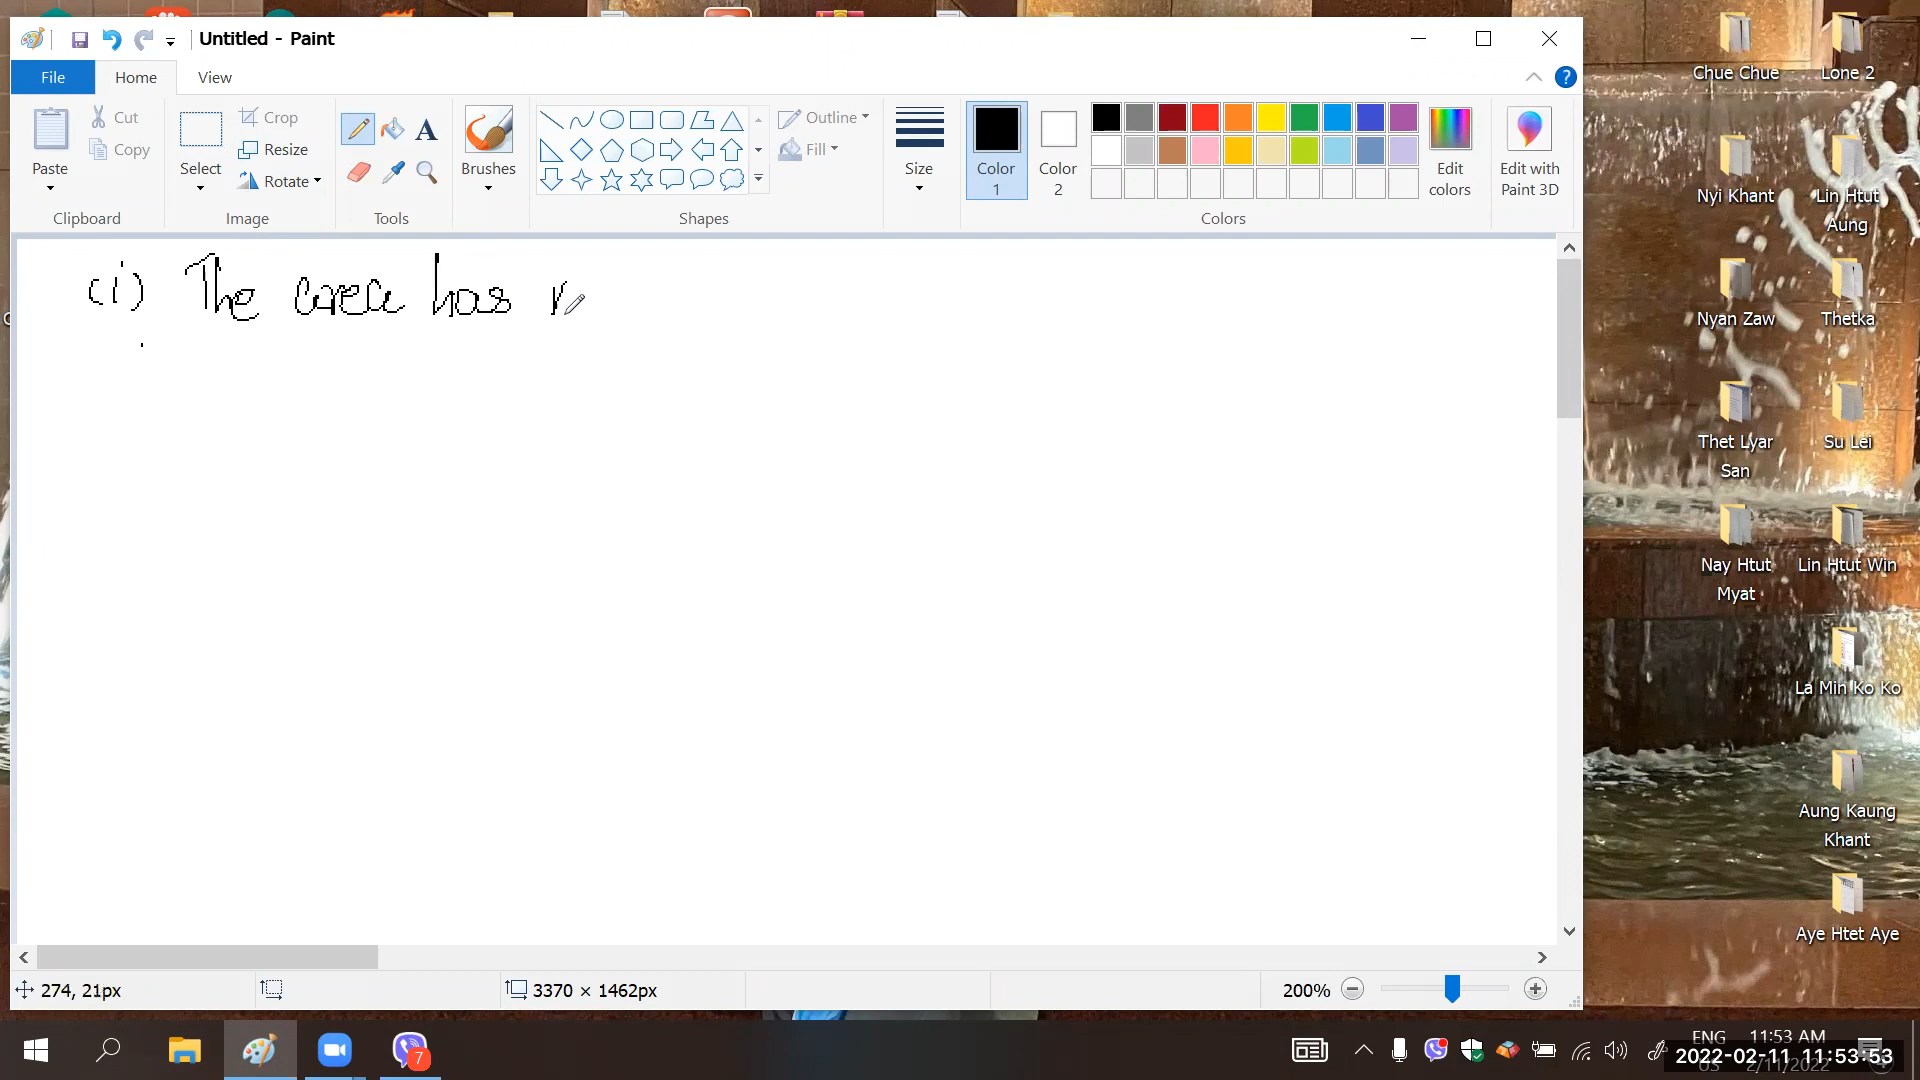 Untitled - Paint
File Home View
Paste Cut Copy Clipboard
Select Crop Resize Rotate Image
Tools
Brushes
Shapes
Outline Fill
Size
Color 1 Color 2
Edit colors
Edit with Paint 3D
Colors
(i) The area has
Chue Chue
Lone 2
Nyi Khant
Lin Htut Aung
Nyan Zaw
Thetka
Thet Lyar San
Su Lei
Nay Htut Myat
Lin Htut Win
La Min Ko Ko
Aung Kaung Khant
Aye Htet Aye
274, 21px
3370 × 1462px
200%
7
ENG 11:53 AM
2022-02-11 11:53:53
2/11/2022